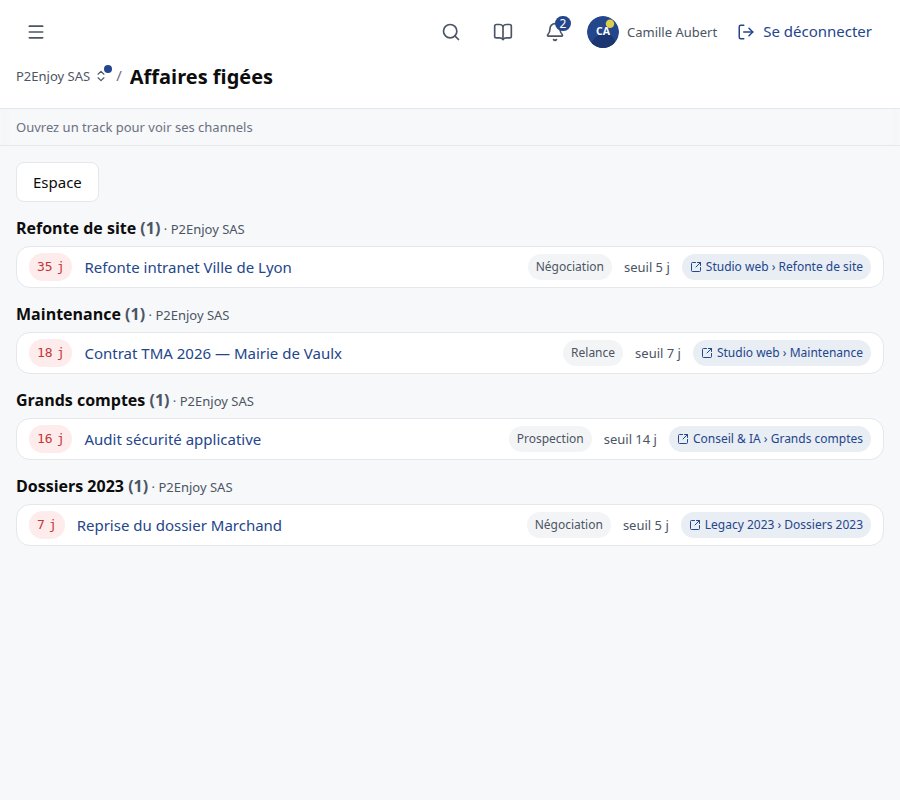 2
CA Camille Aubert Se déconnecter
P2Enjoy SAS / Affaires figées
Ouvrez un track pour voir ses channels
Espace
Refonte de site (1) · P2Enjoy SAS
35 j Refonte intranet Ville de Lyon Négociation seuil 5 j Studio web › Refonte de site
Maintenance (1) · P2Enjoy SAS
18 j Contrat TMA 2026 — Mairie de Vaulx Relance seuil 7 j Studio web › Maintenance
Grands comptes (1) · P2Enjoy SAS
16 j Audit sécurité applicative Prospection seuil 14 j Conseil & IA › Grands comptes
Dossiers 2023 (1) · P2Enjoy SAS
7 j Reprise du dossier Marchand Négociation seuil 5 j Legacy 2023 › Dossiers 2023